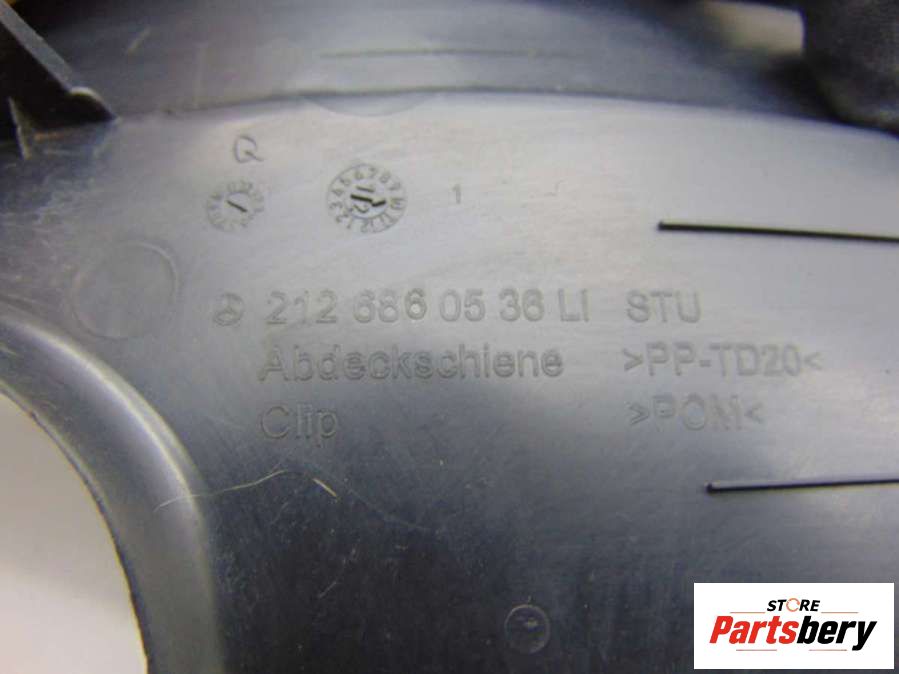 Q
1
212 686 05 36 LI STU
Abdeckschiene >PP-TD20<
Clip >POM<
STORE
Partsbery